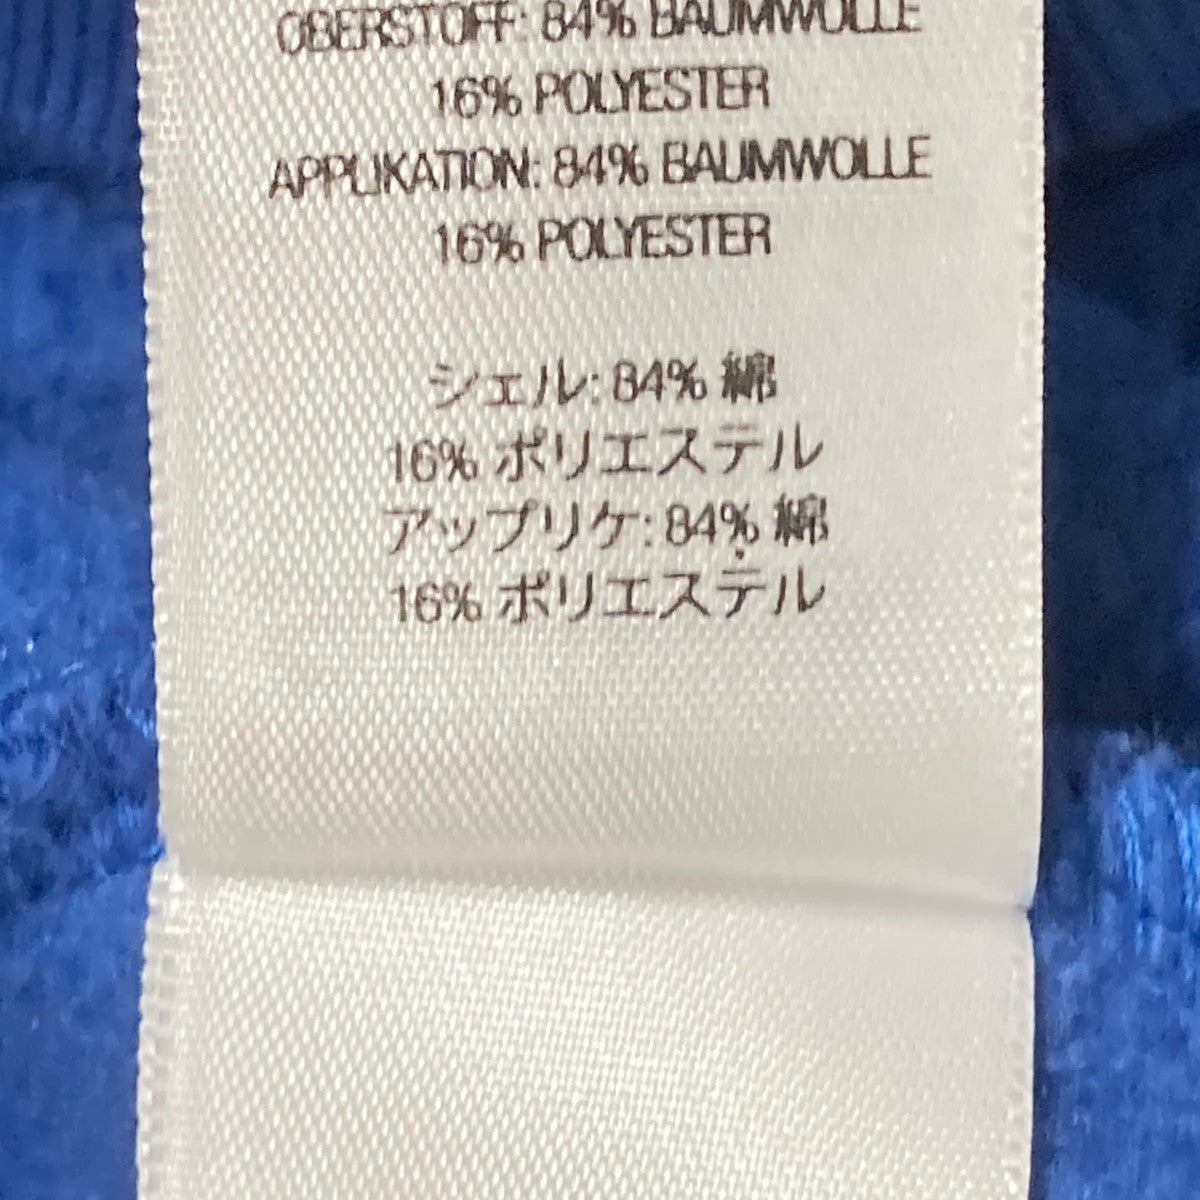 OBERSTOFF: 84% BAUMWOLLE
16% POLYESTER
APPLIKATION: 84% BAUMWOLLE
16% POLYESTER
シェル: 84% 綿
16% ポリエステル
アップリケ: 84% 綿
16% ポリエステル